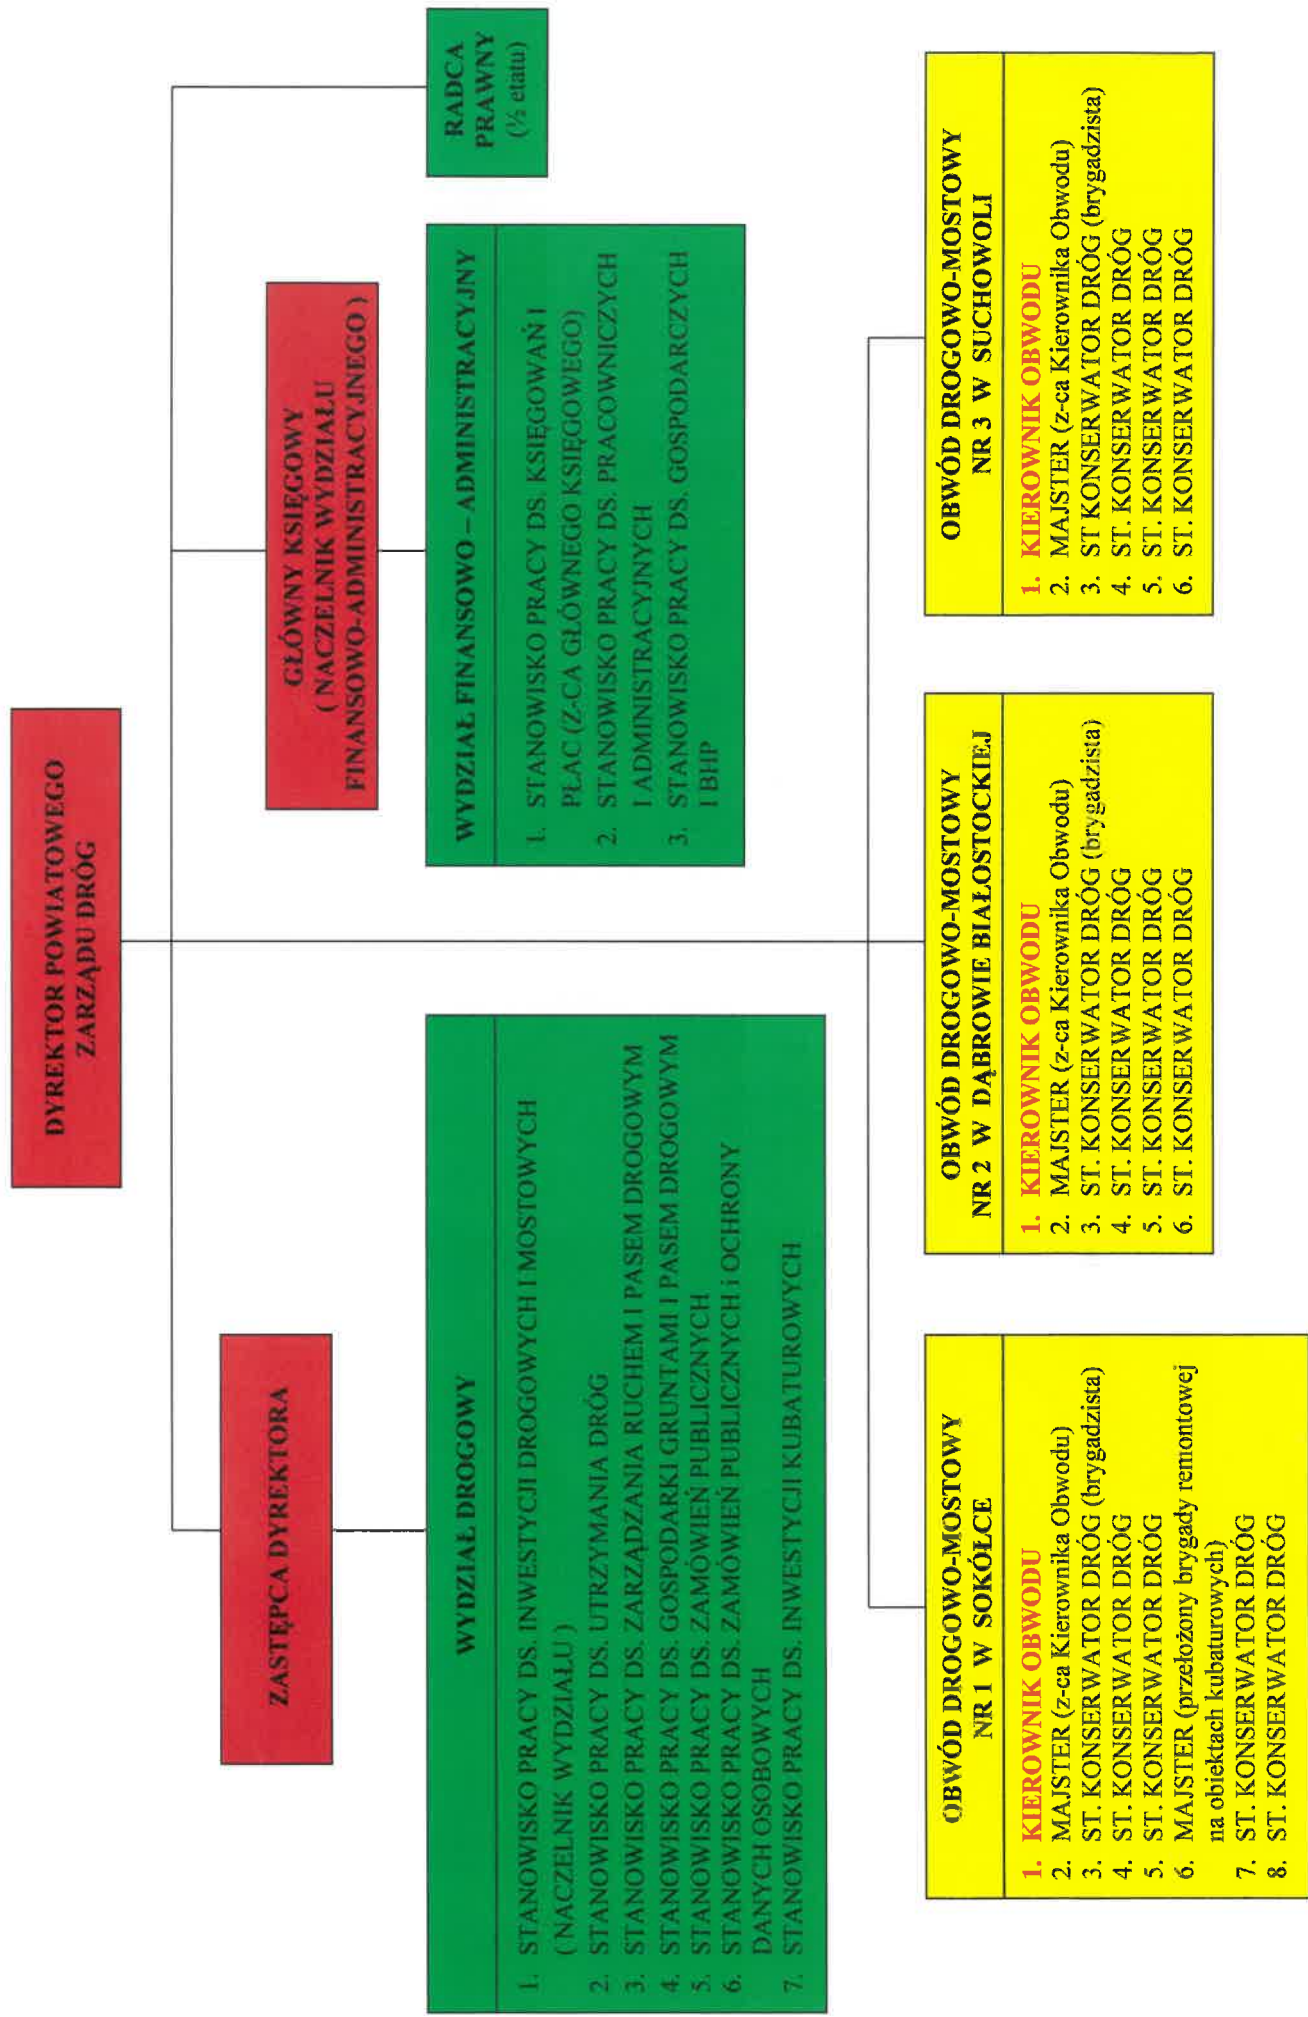 DYREKTOR POWIATOWEGO
ZARZĄDU DRÓG
ZASTĘPCA DYREKTORA
GŁÓWNY KSIĘGOWY
( NACZELNIK WYDZIAŁU
FINANSOWO-ADMINISTRACYJNEGO )
RADCA
PRAWNY
(½ etatu)
WYDZIAŁ DROGOWY
1. STANOWISKO PRACY DS. INWESTYCJI DROGOWYCH I MOSTOWYCH
( NACZELNIK WYDZIAŁU )
2. STANOWISKO PRACY DS. UTRZYMANIA DRÓG
3. STANOWISKO PRACY DS. ZARZĄDZANIA RUCHEM I PASEM DROGOWYM
4. STANOWISKO PRACY DS. GOSPODARKI GRUNTAMI I PASEM DROGOWYM
5. STANOWISKO PRACY DS. ZAMÓWIEŃ PUBLICZNYCH
6. STANOWISKO PRACY DS. ZAMÓWIEŃ PUBLICZNYCH i OCHRONY
DANYCH OSOBOWYCH
7. STANOWISKO PRACY DS. INWESTYCJI KUBATUROWYCH
WYDZIAŁ FINANSOWO – ADMINISTRACYJNY
1. STANOWISKO PRACY DS. KSIĘGOWAŃ I
PŁAC (Z-CA GŁÓWNEGO KSIĘGOWEGO)
2. STANOWISKO PRACY DS. PRACOWNICZYCH
I ADMINISTRACYJNYCH
3. STANOWISKO PRACY DS. GOSPODARCZYCH
I BHP
OBWÓD DROGOWO-MOSTOWY
NR 1 W SOKÓŁCE
1. KIEROWNIK OBWODU
2. MAJSTER (z-ca Kierownika Obwodu)
3. ST. KONSERWATOR DRÓG (brygadzista)
4. ST. KONSERWATOR DRÓG
5. ST. KONSERWATOR DRÓG
6. MAJSTER (przełożony brygady remontowej
na obiektach kubaturowych)
7. ST. KONSERWATOR DRÓG
8. ST. KONSERWATOR DRÓG
OBWÓD DROGOWO-MOSTOWY
NR 2 W DĄBROWIE BIAŁOSTOCKIEJ
1. KIEROWNIK OBWODU
2. MAJSTER (z-ca Kierownika Obwodu)
3. ST. KONSERWATOR DRÓG (brygadzista)
4. ST. KONSERWATOR DRÓG
5. ST. KONSERWATOR DRÓG
6. ST. KONSERWATOR DRÓG
OBWÓD DROGOWO-MOSTOWY
NR 3 W SUCHOWOLI
1. KIEROWNIK OBWODU
2. MAJSTER (z-ca Kierownika Obwodu)
3. ST KONSERWATOR DRÓG (brygadzista)
4. ST. KONSERWATOR DRÓG
5. ST. KONSERWATOR DRÓG
6. ST. KONSERWATOR DRÓG